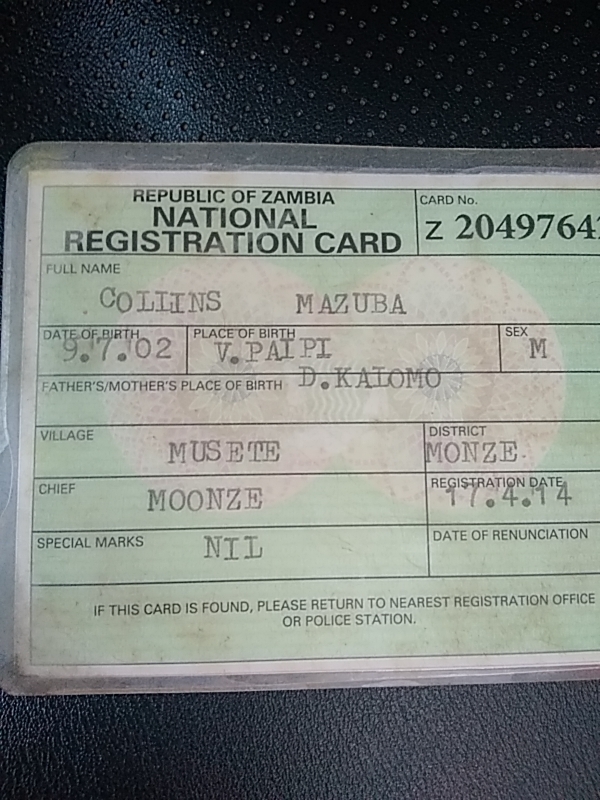 REPUBLIC OF ZAMBIA
NATIONAL
REGISTRATION CARD
CARD No.
Z 2049764
FULL NAME
COLLINS MAZUBA
DATE OF BIRTH
9.7.02
PLACE OF BIRTH
V.PAIPI
SEX
M
D.KALOMO
FATHER'S/MOTHER'S PLACE OF BIRTH
VILLAGE
MUSETE
DISTRICT
MONZE.
CHIEF
MOONZE
REGISTRATION DATE
17.4.14
SPECIAL MARKS
NIL
DATE OF RENUNCIATION
IF THIS CARD IS FOUND, PLEASE RETURN TO NEAREST REGISTRATION OFFICE
OR POLICE STATION.